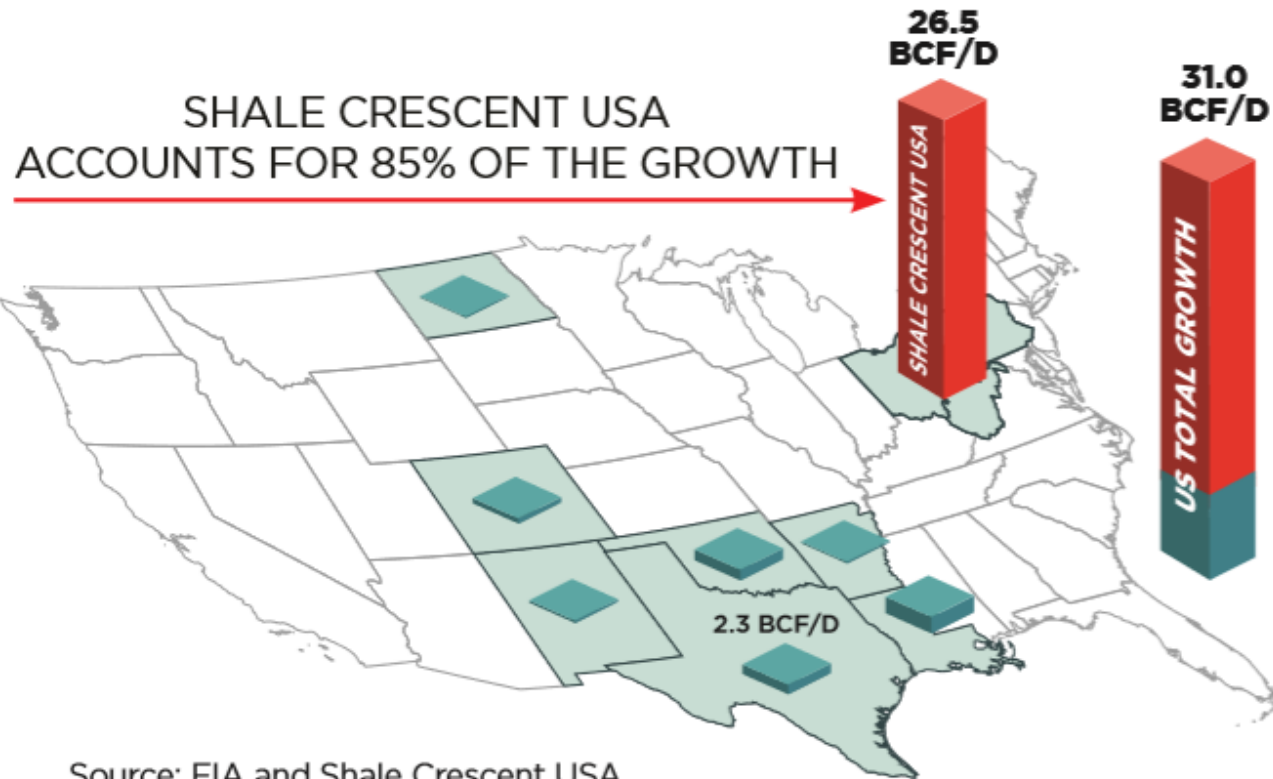 26.5
BCF/D
31.0
BCF/D
SHALE CRESCENT USA
ACCOUNTS FOR 85% OF THE GROWTH
SHALE CRESCENT USA
US TOTAL GROWTH
2.3 BCF/D
Source: EIA and Shale Crescent USA